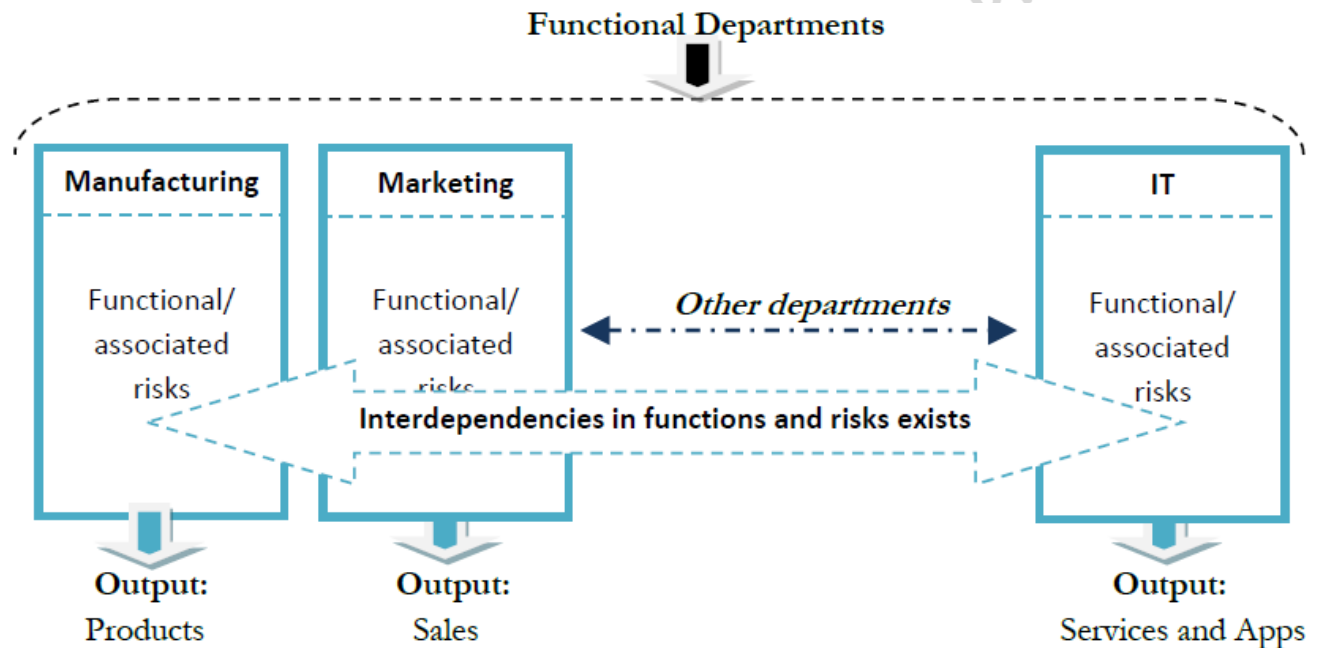 Functional Departments
Manufacturing
Functional/
associated
risks
Output:
Products
Marketing
Functional/
associated
risks
Output:
Sales
Other departments
IT
Functional/
associated
risks
Output:
Services and Apps
Interdependencies in functions and risks exists